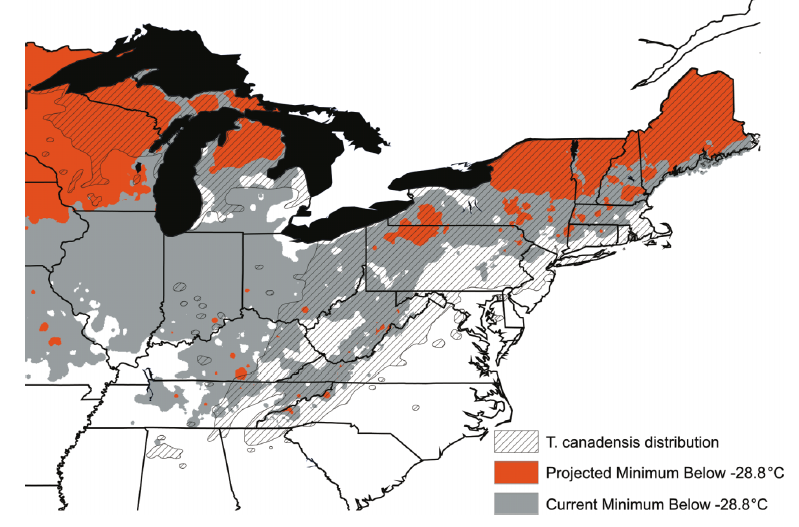 T. canadensis distribution
Projected Minimum Below -28.8°C
Current Minimum Below -28.8°C